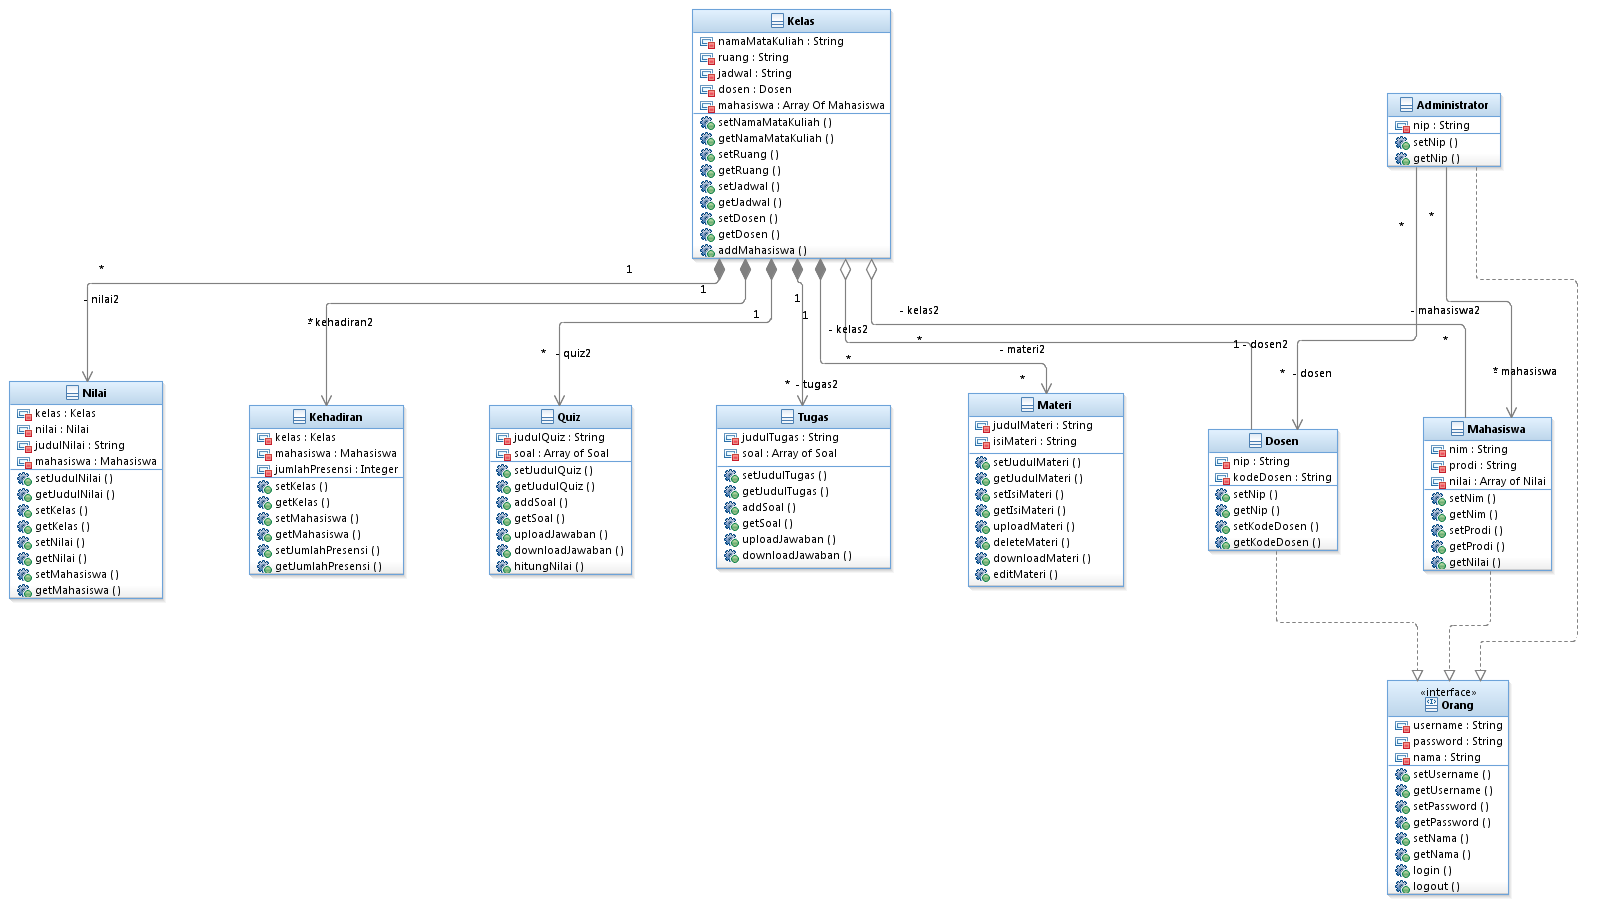 Kelas
namaMataKuliah : String
ruang : String
jadwal : String
dosen : Dosen
mahasiswa : Array Of Mahasiswa
setNamaMataKuliah ( )
getNamaMataKuliah ( )
setRuang ( )
getRuang ( )
setJadwal ( )
getJadwal ( )
setDosen ( )
getDosen ( )
addMahasiswa ( )
Administrator
nip : String
setNip ( )
getNip ( )
*
*
*
1
- nilai2
1
* kehadiran2
1
* - quiz2
1
* - tugas2
1
- materi2
*
- kelas2
*
- kelas2
*
1 - dosen2
- mahasiswa2
*
* - dosen
* mahasiswa
Nilai
kelas : Kelas
nilai : Nilai
judulNilai : String
mahasiswa : Mahasiswa
setJudulNilai ( )
getJudulNilai ( )
setKelas ( )
getKelas ( )
setNilai ( )
getNilai ( )
setMahasiswa ( )
getMahasiswa ( )
Kehadiran
kelas : Kelas
mahasiswa : Mahasiswa
jumlahPresensi : Integer
setKelas ( )
getKelas ( )
setMahasiswa ( )
getMahasiswa ( )
setJumlahPresensi ( )
getJumlahPresensi ( )
Quiz
judulQuiz : String
soal : Array of Soal
setJudulQuiz ( )
getJudulQuiz ( )
addSoal ( )
getSoal ( )
uploadJawaban ( )
downloadJawaban ( )
hitungNilai ( )
Tugas
judulTugas : String
soal : Array of Soal
setJudulTugas ( )
getJudulTugas ( )
addSoal ( )
getSoal ( )
uploadJawaban ( )
downloadJawaban ( )
Materi
judulMateri : String
isiMateri : String
setJudulMateri ( )
getJudulMateri ( )
setIsiMateri ( )
getIsiMateri ( )
uploadMateri ( )
deleteMateri ( )
downloadMateri ( )
editMateri ( )
Dosen
nip : String
kodeDosen : String
setNip ( )
getNip ( )
setKodeDosen ( )
getKodeDosen ( )
Mahasiswa
nim : String
prodi : String
nilai : Array of Nilai
setNim ( )
getNim ( )
setProdi ( )
getProdi ( )
getNilai ( )
«interface»
Orang
username : String
password : String
nama : String
setUsername ( )
getUsername ( )
setPassword ( )
getPassword ( )
setNama ( )
getNama ( )
login ( )
logout ( )